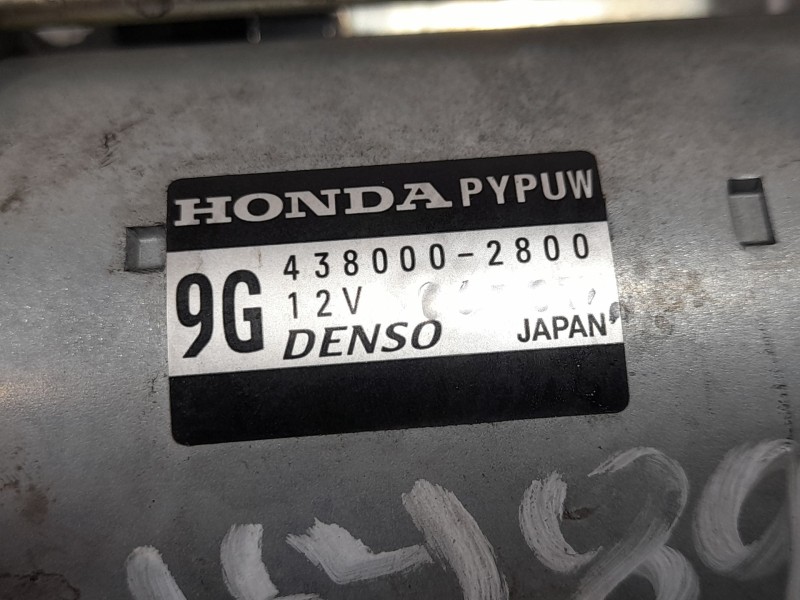 HONDA PYPUW
9G
438000-2800
12V
DENSO JAPAN